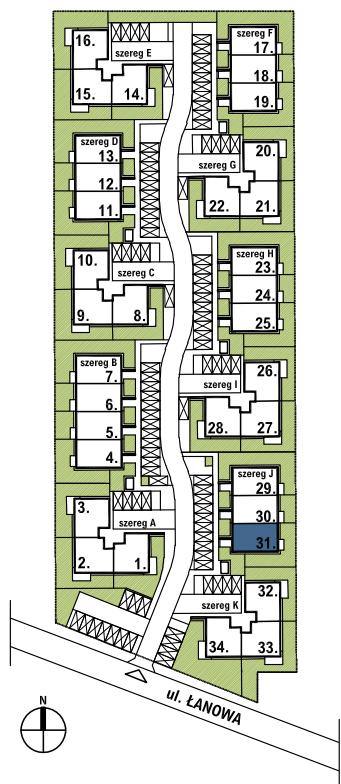 16.
szereg E
15.
14.
szereg F
17.
18.
19.
szereg D
13.
12.
11.
szereg G
20.
22.
21.
10.
szereg C
9.
8.
szereg H
23.
24.
25.
szereg B
7.
6.
5.
4.
szereg I
26.
28.
27.
szereg J
29.
30.
31.
3.
szereg A
2.
1.
szereg K
32.
34.
33.
ul. ŁANOWA
N